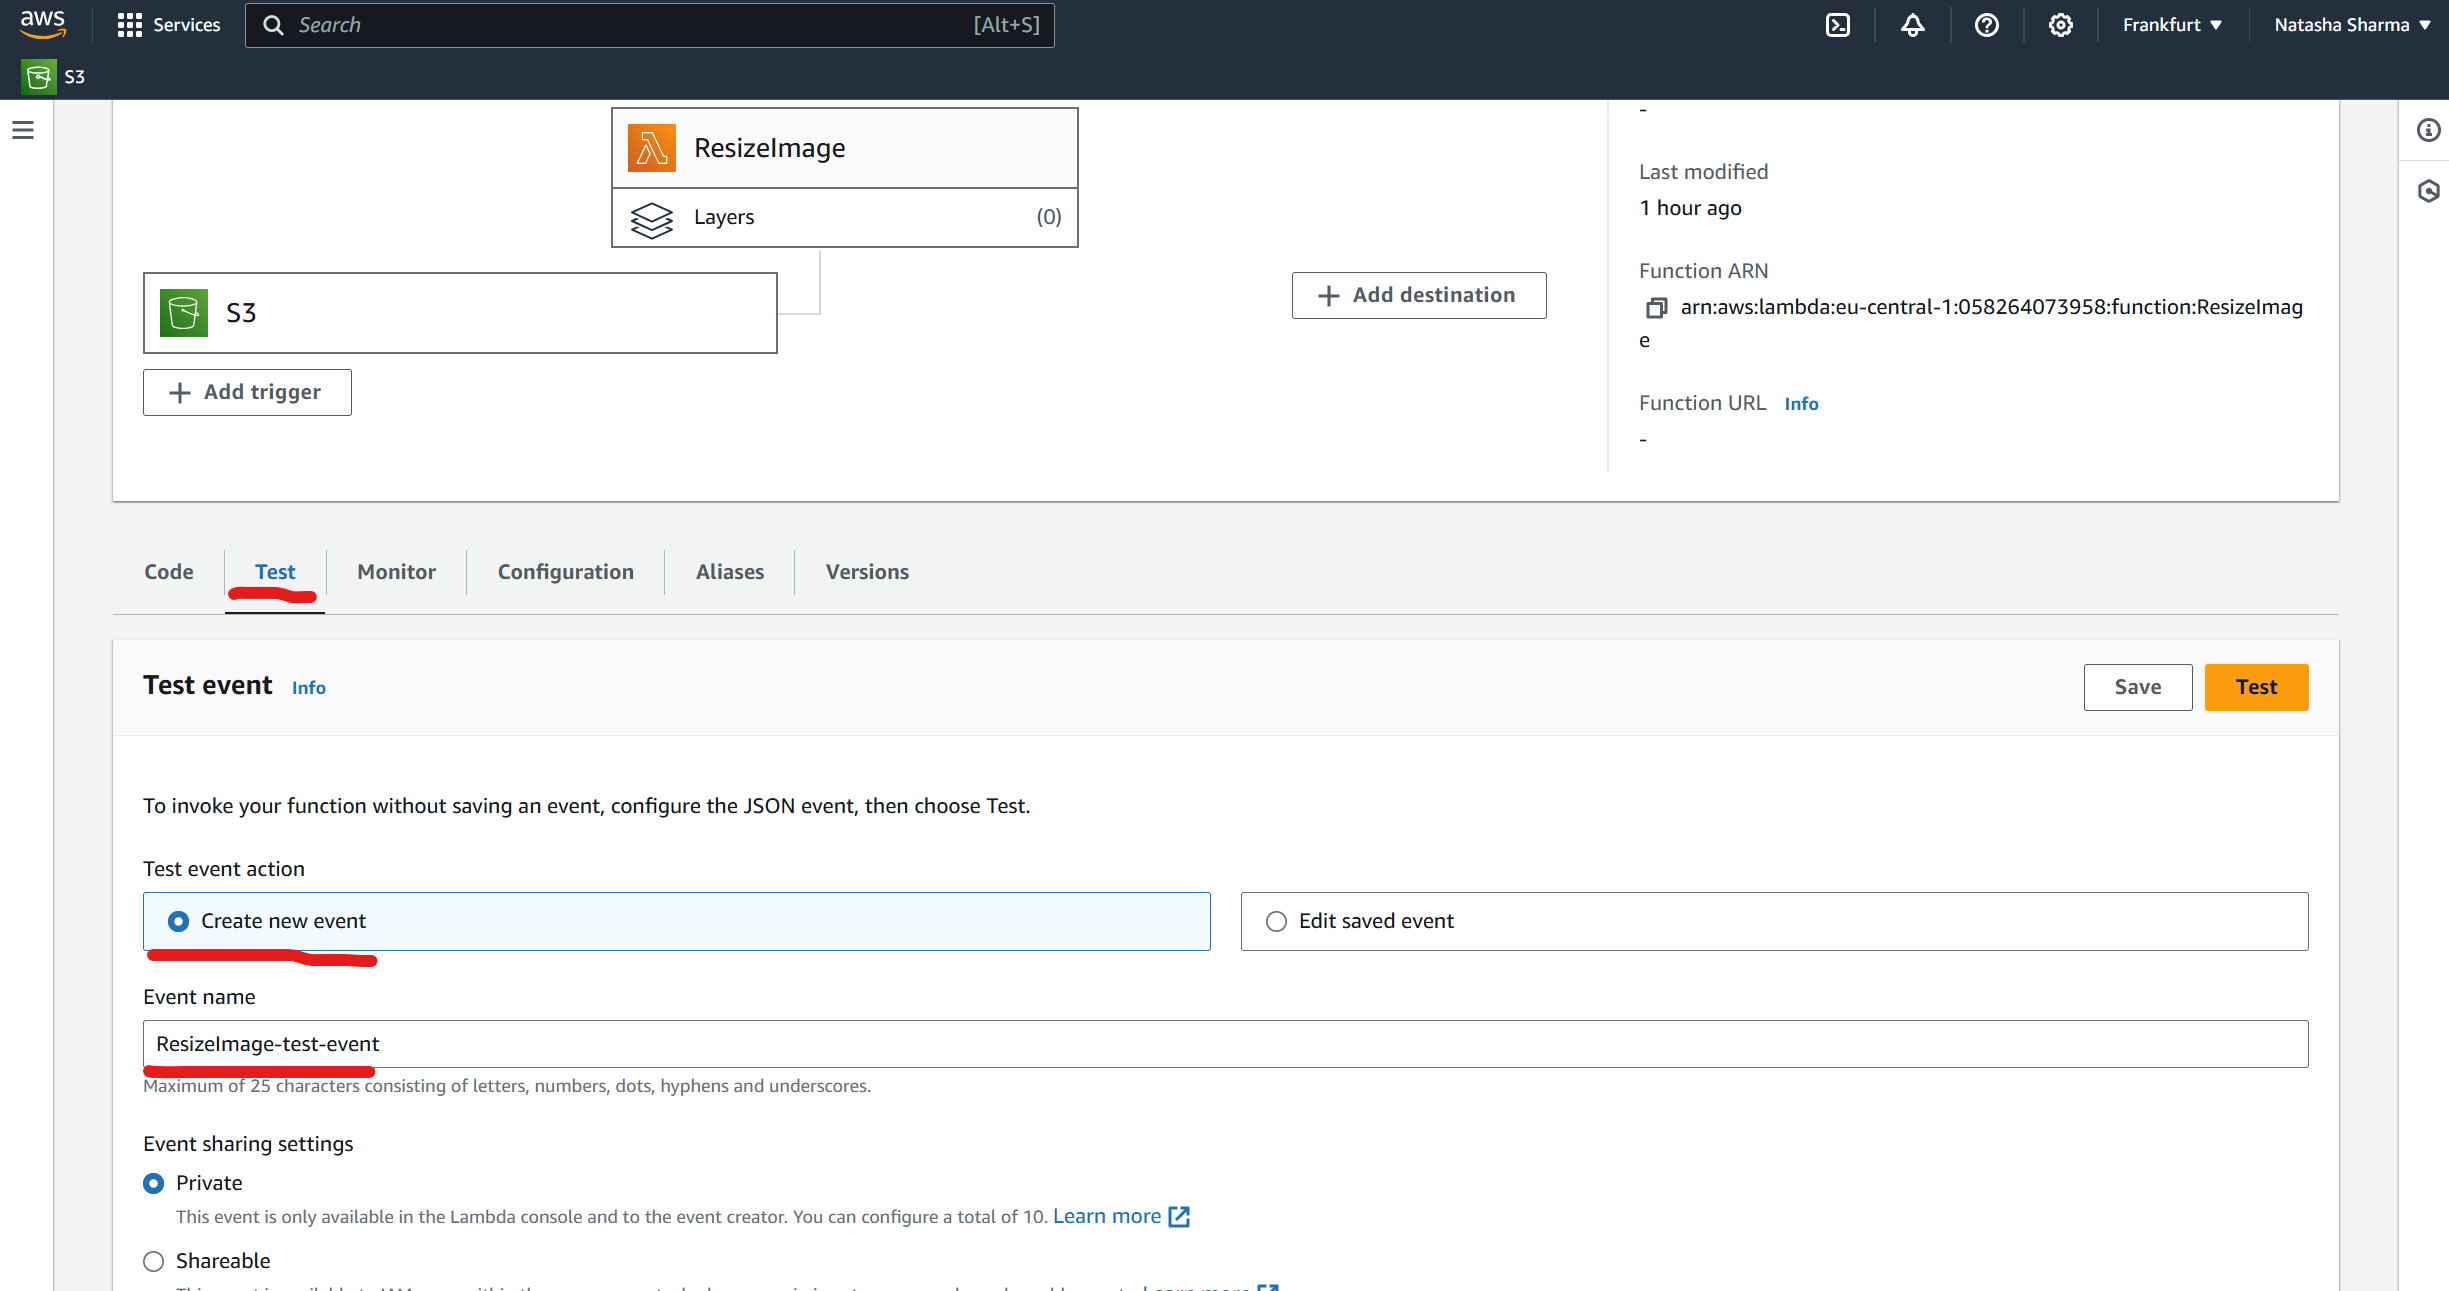 aws
Services
Search
[Alt+S]
Frankfurt
Natasha Sharma
S3
ResizeImage
Layers
(0)
S3
Add trigger
Add destination
-
Last modified
1 hour ago
Function ARN
arn:aws:lambda:eu-central-1:058264073958:function:ResizeImag
e
Function URL Info
-
Code
Test
Monitor
Configuration
Aliases
Versions
Test event Info
Save
Test
To invoke your function without saving an event, configure the JSON event, then choose Test.
Test event action
Create new event
Edit saved event
Event name
ResizeImage-test-event
Maximum of 25 characters consisting of letters, numbers, dots, hyphens and underscores.
Event sharing settings
Private
This event is only available in the Lambda console and to the event creator. You can configure a total of 10. Learn more
Shareable